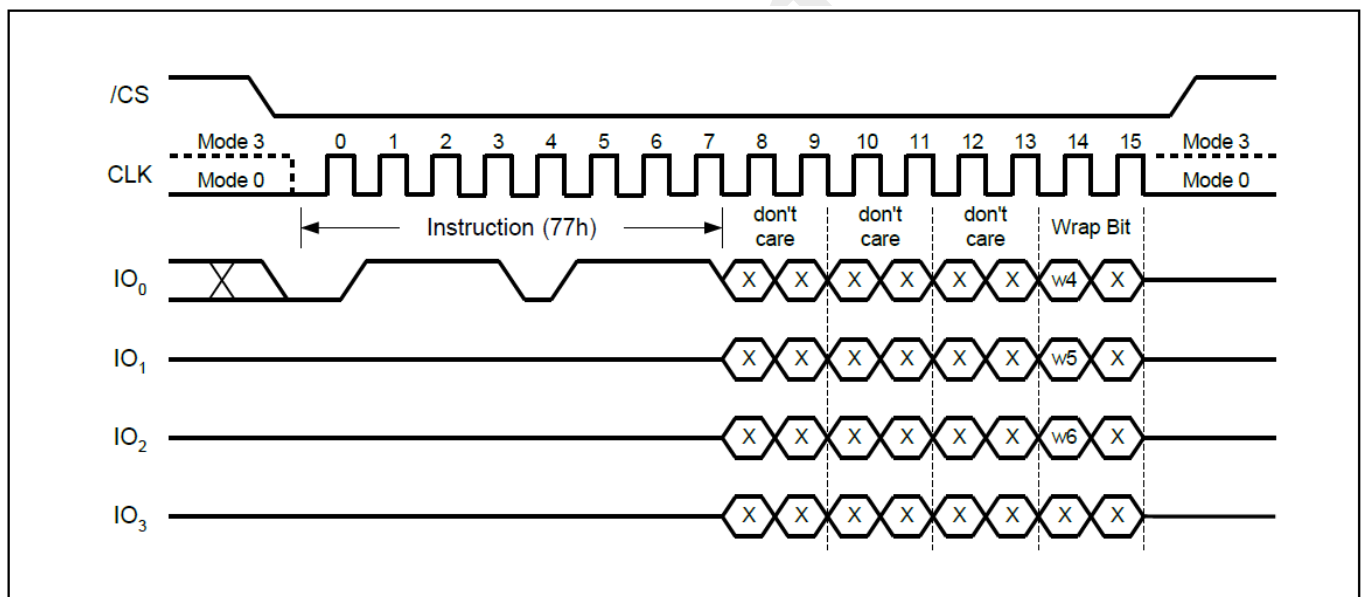 /CS
Mode 3 0 1 2 3 4 5 6 7 8 9 10 11 12 13 14 15 Mode 3
CLK
Mode 0 Mode 0
Instruction (77h) don't care don't care don't care Wrap Bit
IO0 X X X X X X X w4 X
IO1 X X X X X X w5 X
IO2 X X X X X X w6 X
IO3 X X X X X X X X